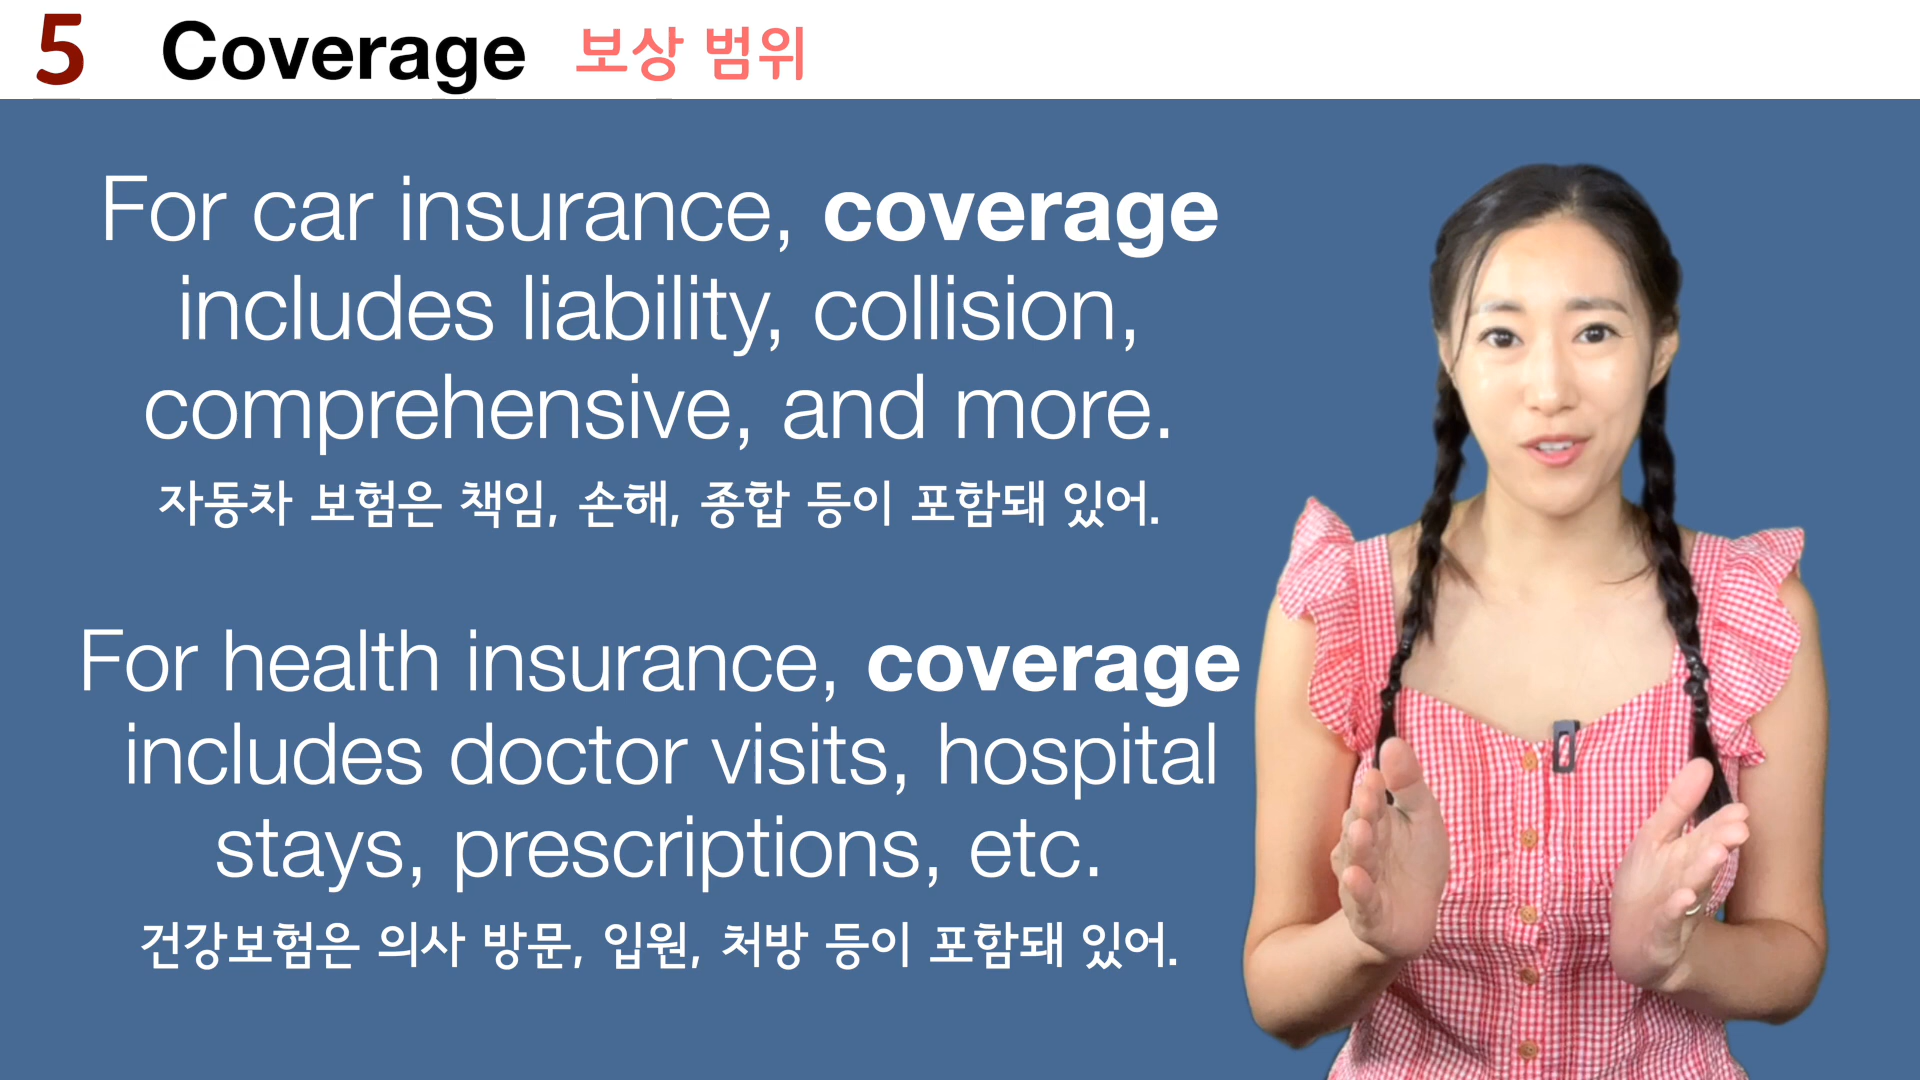 5 Coverage 보상 범위
For car insurance, coverage
includes liability, collision,
comprehensive, and more.
자동차 보험은 책임, 손해, 종합 등이 포함돼 있어.
For health insurance, coverage
includes doctor visits, hospital
stays, prescriptions, etc.
건강보험은 의사 방문, 입원, 처방 등이 포함돼 있어.